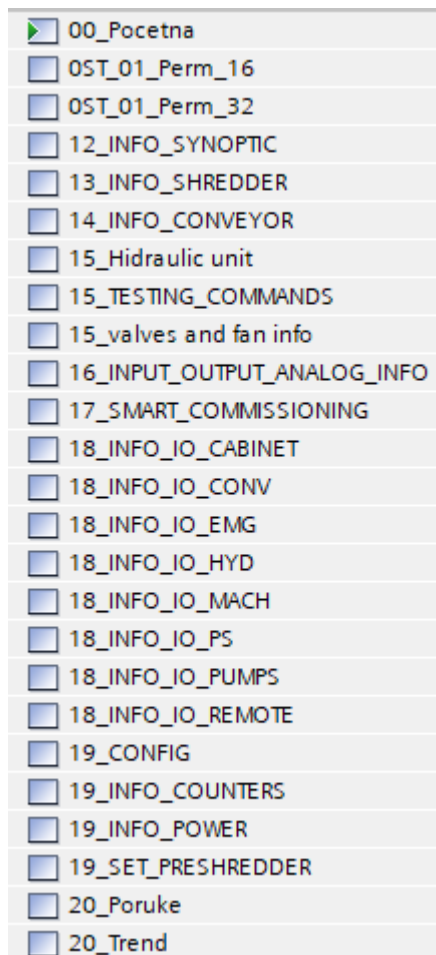 00_Pocetna
0ST_01_Perm_16
0ST_01_Perm_32
12_INFO_SYNOPTIC
13_INFO_SHREDDER
14_INFO_CONVEYOR
15_Hidraulic unit
15_TESTING_COMMANDS
15_valves and fan info
16_INPUT_OUTPUT_ANALOG_INFO
17_SMART_COMMISSIONING
18_INFO_IO_CABINET
18_INFO_IO_CONV
18_INFO_IO_EMG
18_INFO_IO_HYD
18_INFO_IO_MACH
18_INFO_IO_PS
18_INFO_IO_PUMPS
18_INFO_IO_REMOTE
19_CONFIG
19_INFO_COUNTERS
19_INFO_POWER
19_SET_PRESHREDDER
20_Poruke
20_Trend